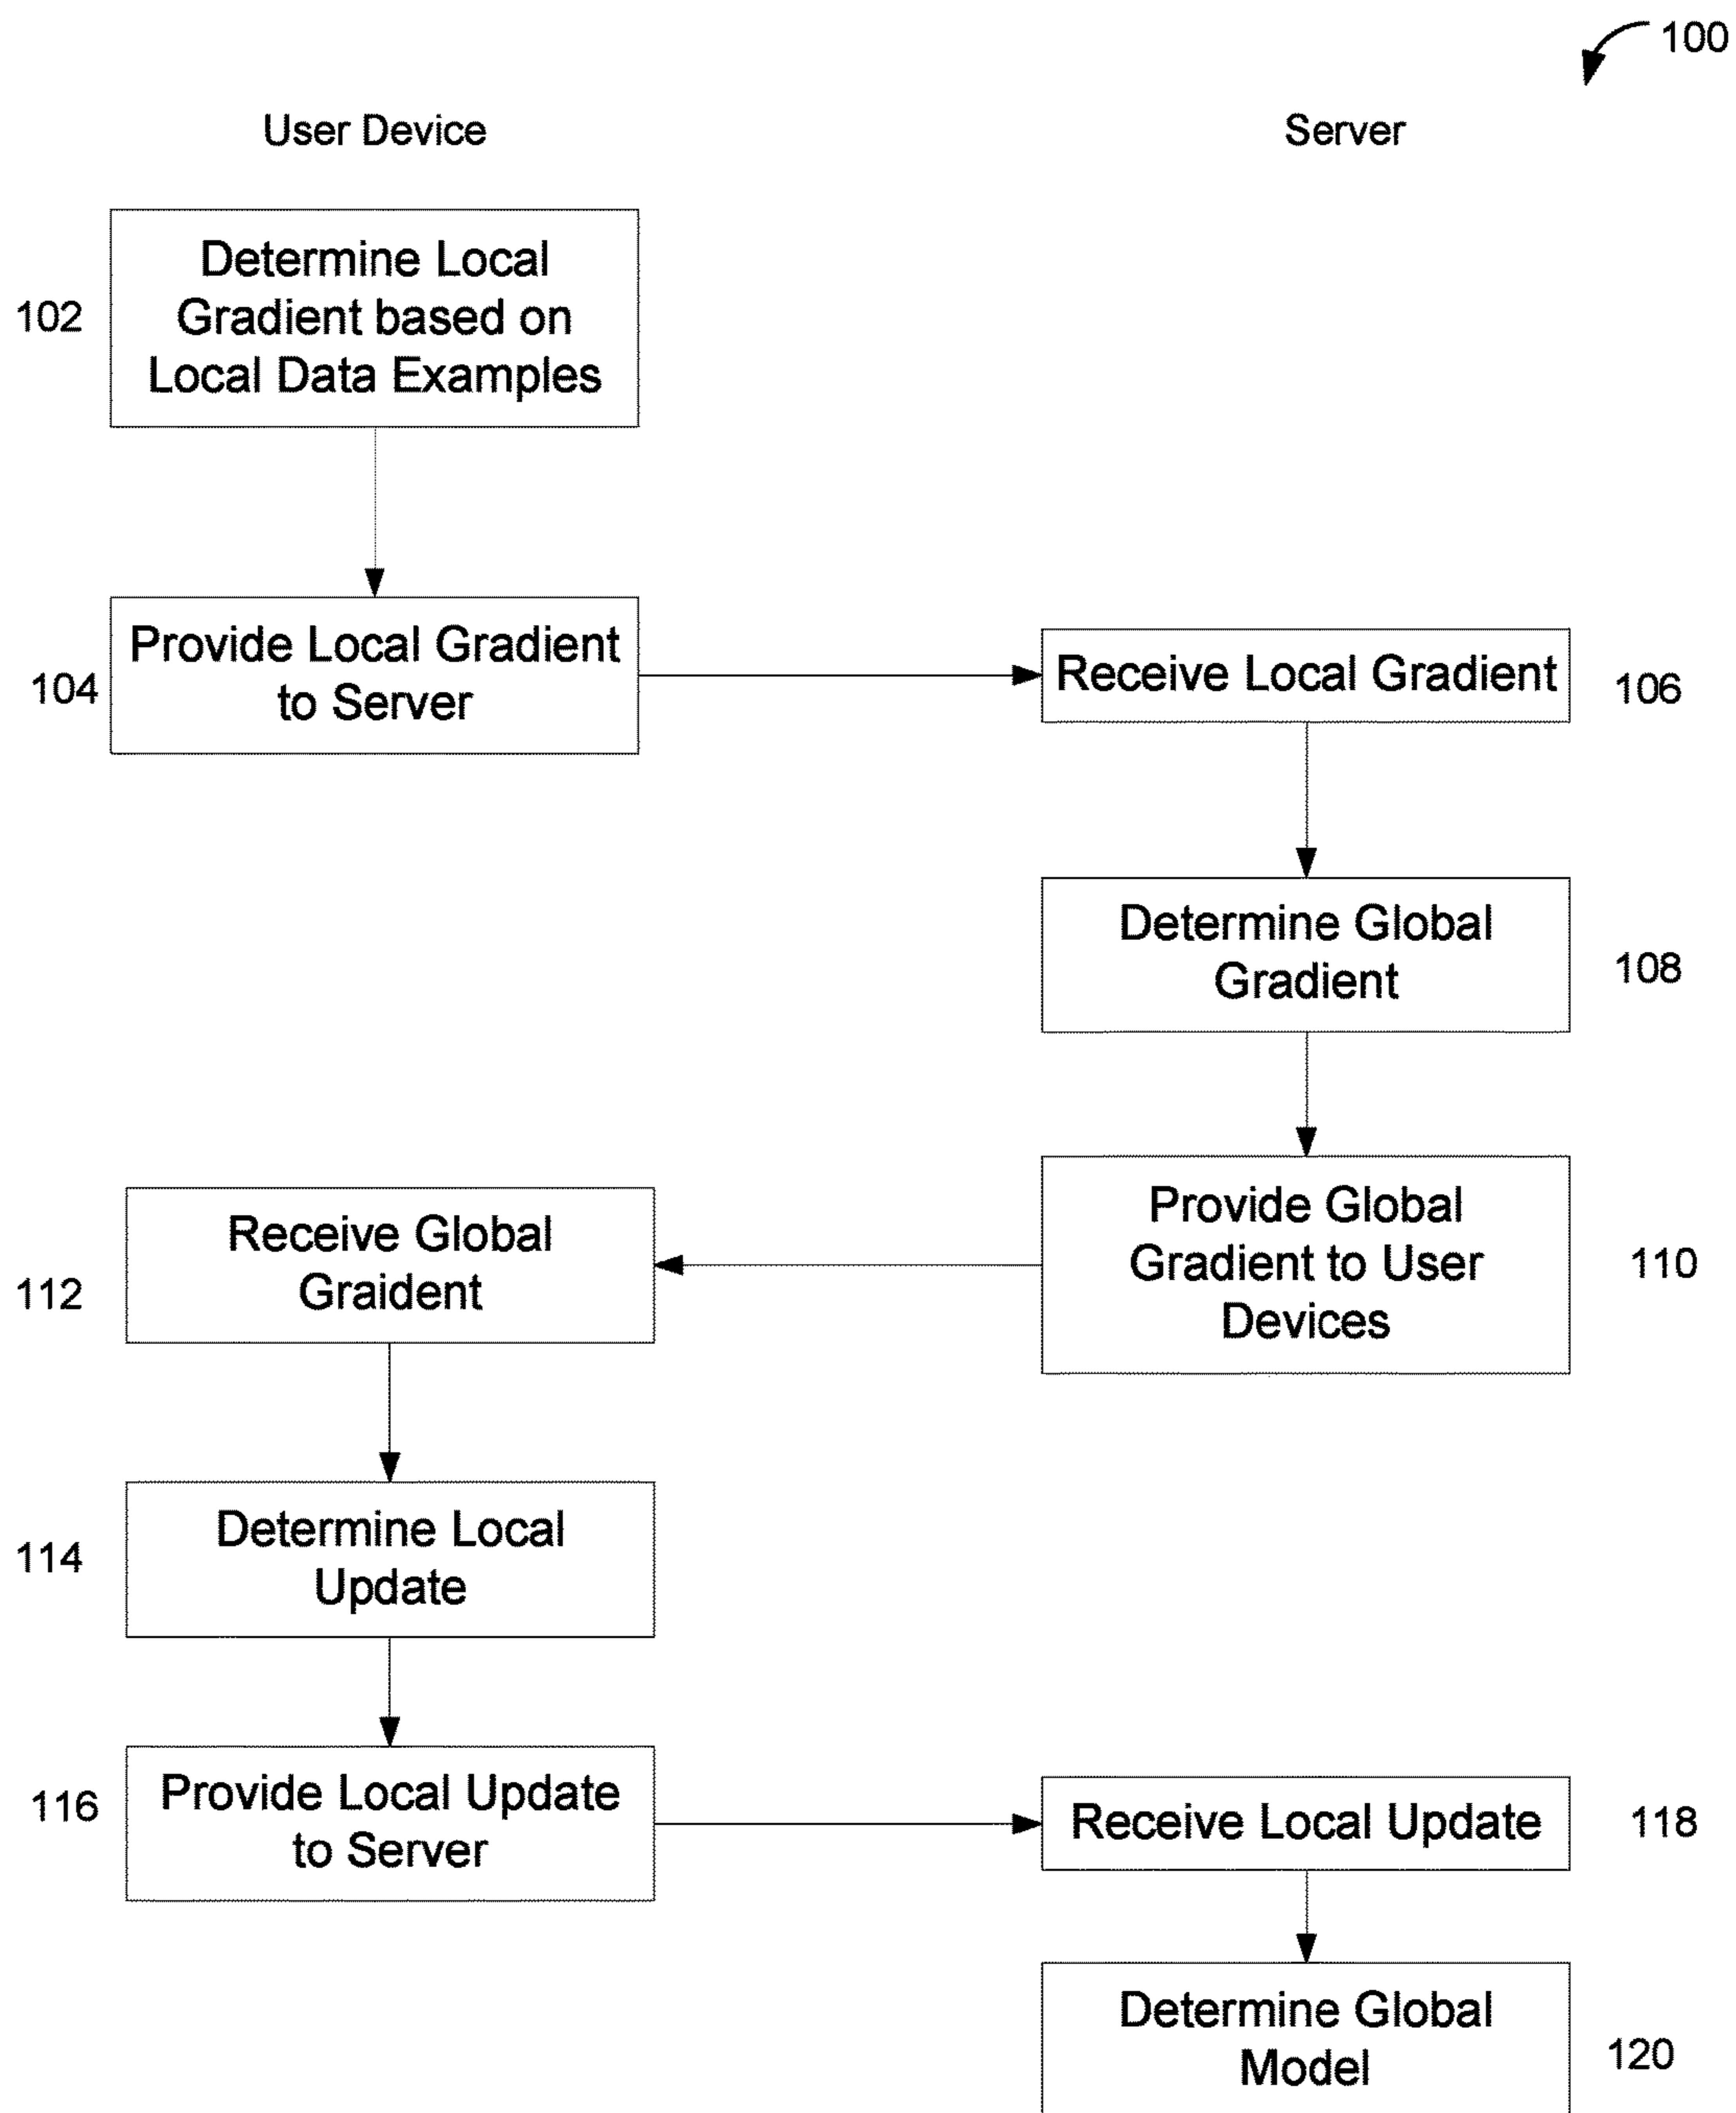 100
User Device
Server
102
Determine Local
Gradient based on
Local Data Examples
104
Provide Local Gradient
to Server
Receive Local Gradient
106
Determine Global
Gradient
108
Provide Global
Gradient to User
Devices
110
112
Receive Global
Graident
114
Determine Local
Update
116
Provide Local Update
to Server
Receive Local Update
118
Determine Global
Model
120